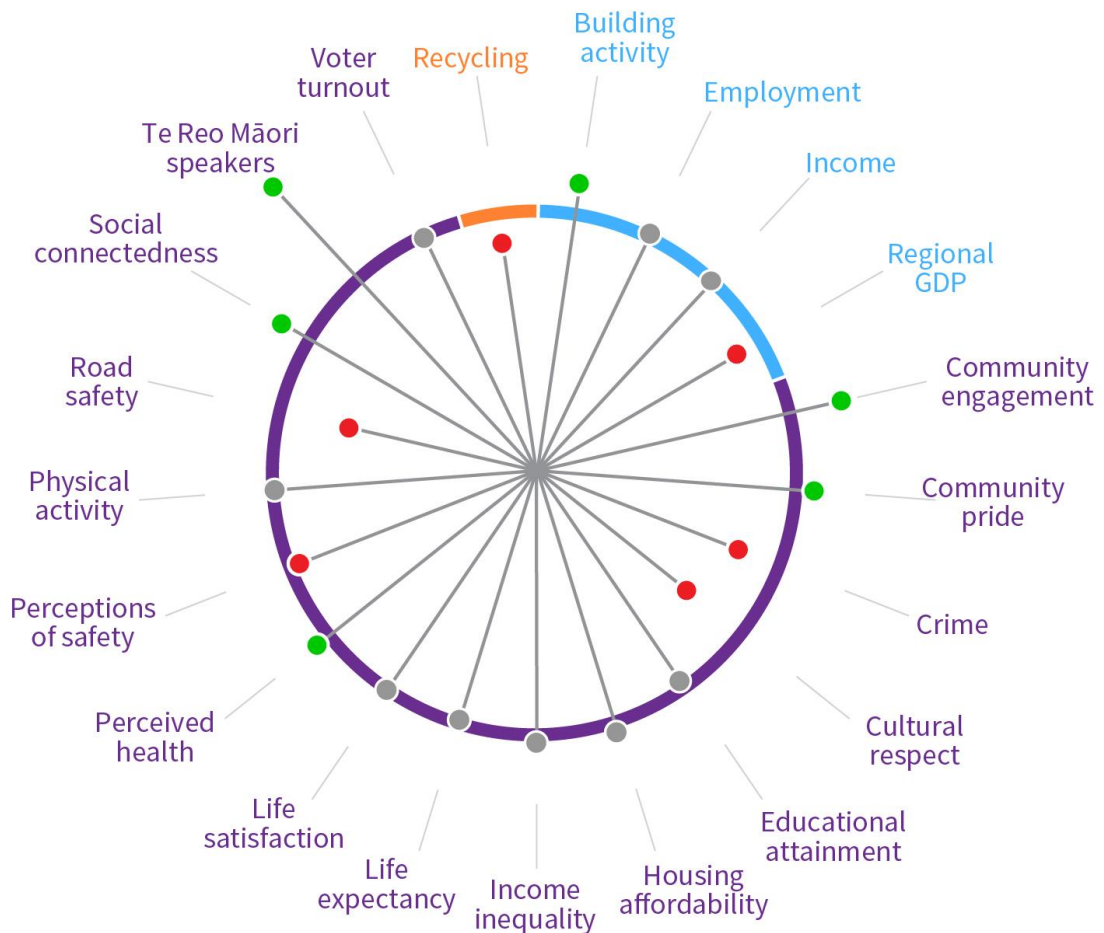 Building
activity
Employment
Income
Regional
GDP
Community
engagement
Community
pride
Crime
Cultural
respect
Educational
attainment
Housing
affordability
Income
inequality
Life
expectancy
Life
satisfaction
Perceived
health
Perceptions
of safety
Physical
activity
Road
safety
Social
connectedness
Te Reo Māori
speakers
Voter
turnout
Recycling